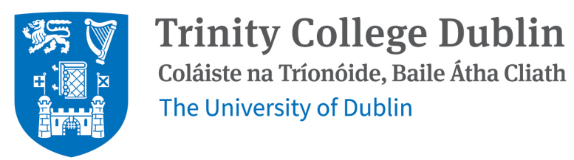 Trinity College Dublin
Coláiste na Tríonóide, Baile Átha Cliath
The University of Dublin